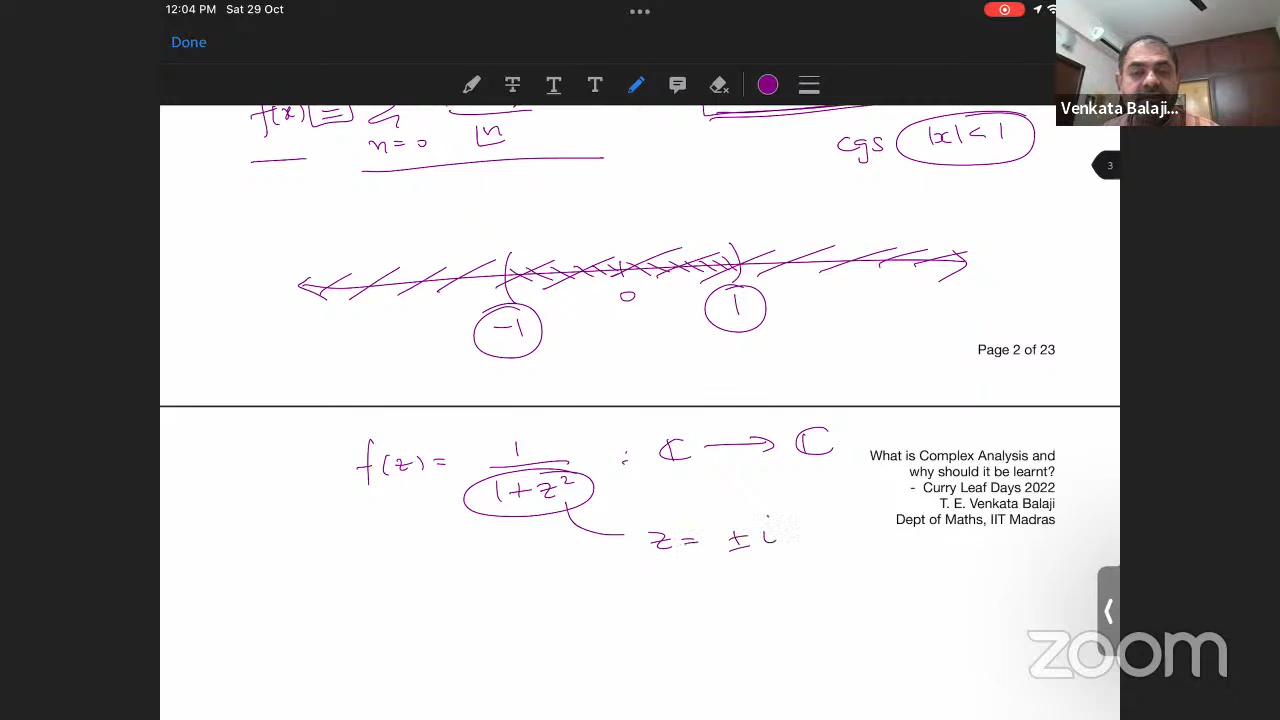 12:04 PM Sat 29 Oct
Done
Venkata Balaji...
f(x) = Σ
n=0
n
cgs |x| < 1
3
-1
0
1
Page 2 of 23
f(z) = 1 / 1+z² : ℂ → ℂ
z = ± i
What is Complex Analysis and
why should it be learnt?
- Curry Leaf Days 2022
T. E. Venkata Balaji
Dept of Maths, IIT Madras
zoom